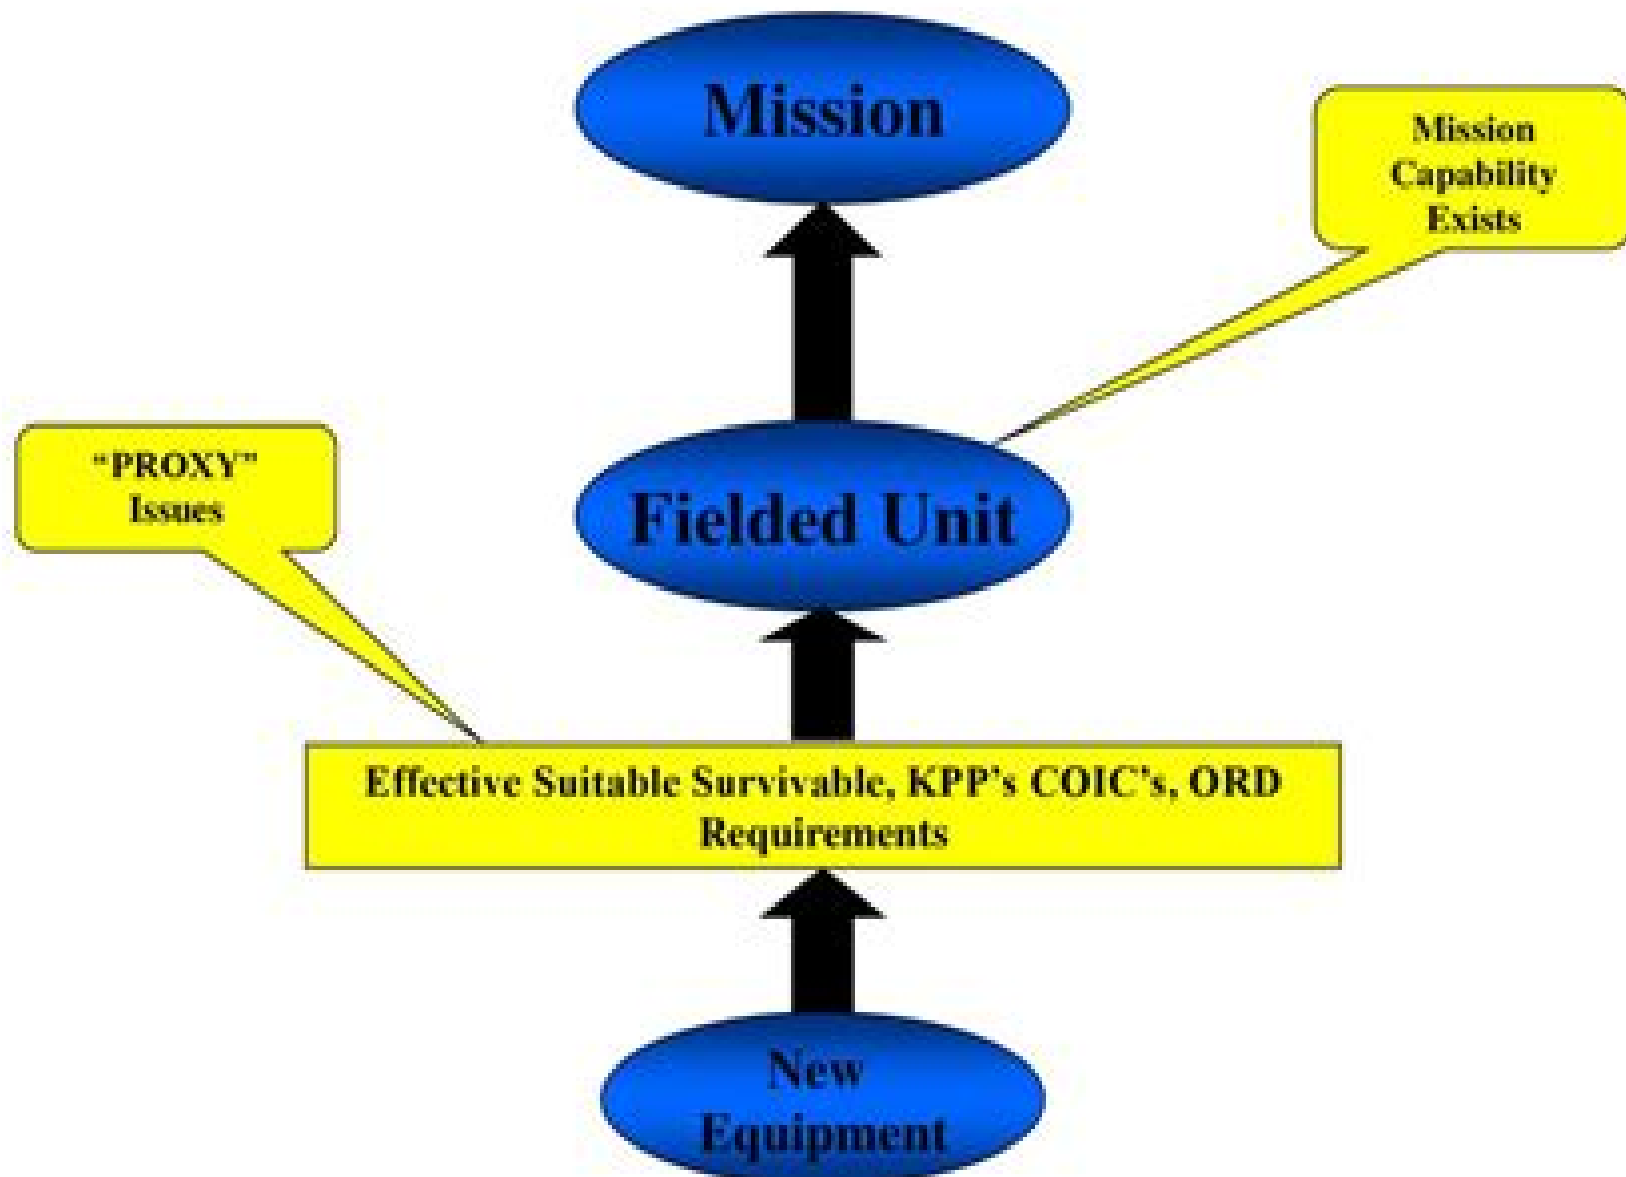 Mission
Mission
Capability
Exists
“PROXY”
Issues
Fielded Unit
Effective Suitable Survivable, KPP's COIC's, ORD
Requirements
New
Equipment